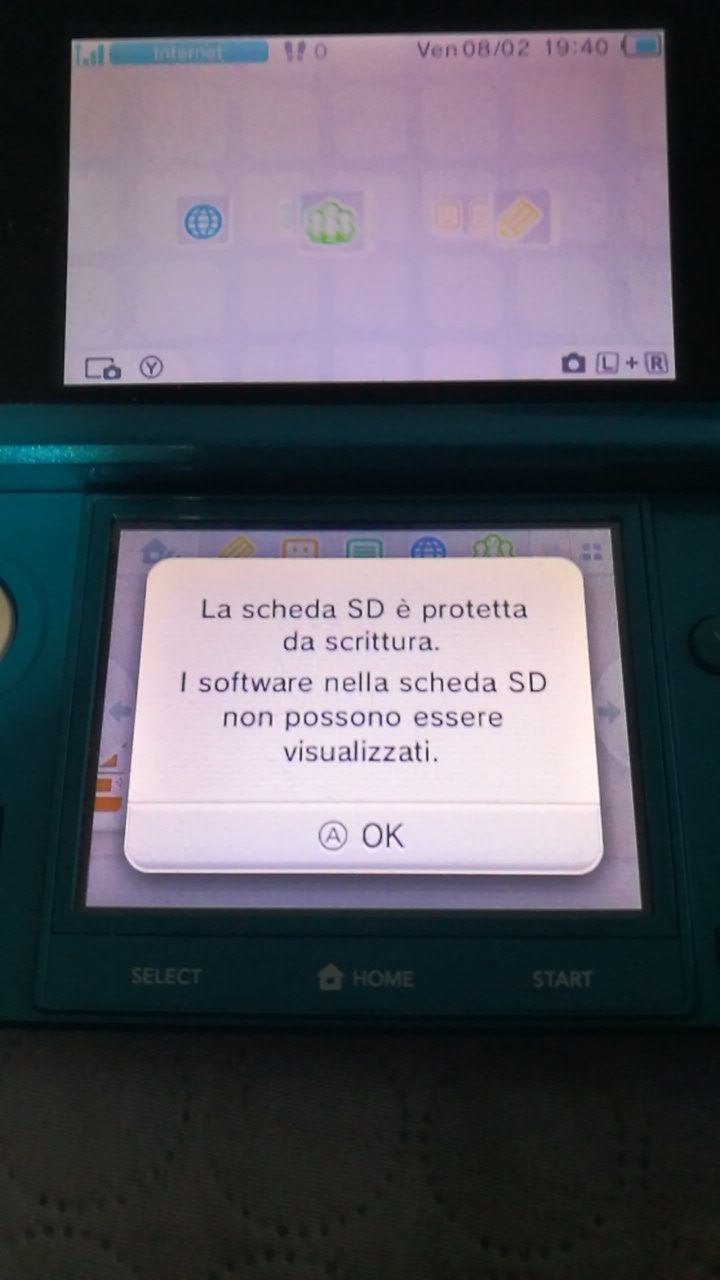 Internet
0
Ven 08/02 19:40
Y
L + R
La scheda SD è protetta
da scrittura.
I software nella scheda SD
non possono essere
visualizzati.
A OK
SELECT
HOME
START